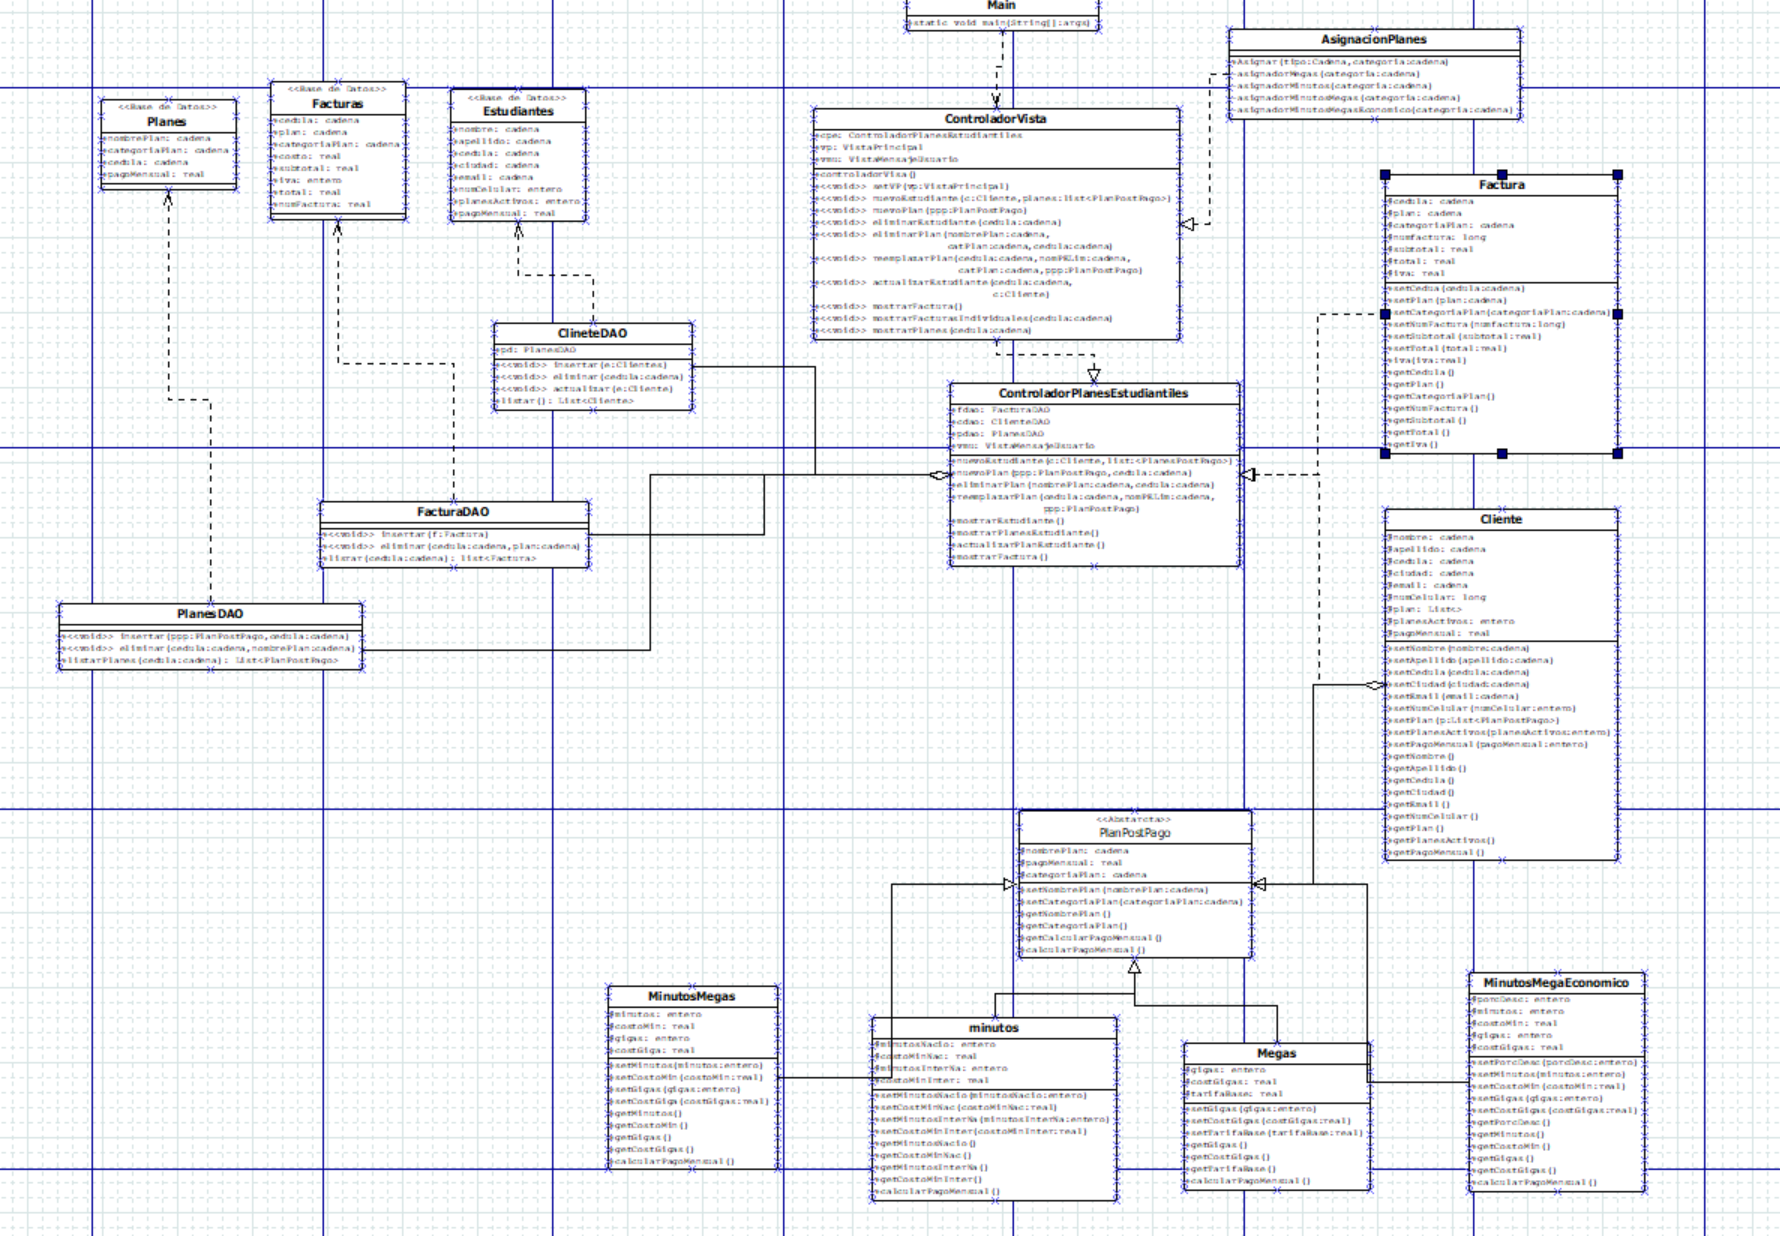 Main
+static void main(String[]:args)
AsignacionPlanes
+Asignar(tipo:Cadena,categoria:cadena)
-asignadorMegas(categoria:cadena)
-asignadorMinutos(categoria:cadena)
-asignadorMinutosMegas(categoria:cadena)
-asignadorMinutosMegasEconomico(categoria:cadena)
<<Base de Datos>>
Planes
+nombrePlan: cadena
+categoriaPlan: cadena
+cedula: cadena
+pagoMensual: real
<<Base de Datos>>
Facturas
+cedula: cadena
+plan: cadena
+categoriaPlan: cadena
+costo: real
+subtotal: real
+iva: entero
+total: real
+numFactura: real
<<Base de Datos>>
Estudiantes
+nombre: cadena
+apellido: cadena
+cedula: cadena
+ciudad: cadena
+email: cadena
+numCelular: entero
+planesActivos: entero
+pagoMensual: real
ControladorVista
+cpe: ControladorPlanesEstudiantiles
+vp: VistaPrincipal
+vmu: VistaMensajeUsuario
+controladorVisa()
+<<void>> setVP(vp:VistaPrincipal)
+<<void>> nuevoEstudiante(c:Cliente,planes:list<PlanPostPago>)
+<<void>> nuevoPlan(ppp:PlanPostPago)
+<<void>> eliminarEstudiante(cedula:cadena)
+<<void>> eliminarPlan(nombrePlan:cadena,
catPlan:cadena,cedula:cadena)
+<<void>> reemplazarPlan(cedula:cadena,nomPElim:cadena,
catPlan:cadena,ppp:PlanPostPago)
+<<void>> actualizarEstudiante(cedula:cadena,
c:Cliente)
+<<void>> mostrarFactura()
+<<void>> mostrarFacturasIndividuales(cedula:cadena)
+<<void>> mostrarPlanes(cedula:cadena)
Factura
#cedula: cadena
#plan: cadena
#categoriaPlan: cadena
#numfactura: long
#subtotal: real
#total: real
#iva: real
+setCedua(cedula:cadena)
+setPlan(plan:cadena)
+setCategoriaPlan(categoriaPlan:cadena)
+setNumFactura(numfactura:long)
+setSubtotal(subtotal:real)
+setTotal(total:real)
+iva(iva:real)
+getCedula()
+getPlan()
+getCategoriaPlan()
+getNumFactura()
+getSubtotal()
+getTotal()
+getIva()
ClineteDAO
+pd: PlanesDAO
+<<void>> insertar(e:Clientes)
+<<void>> eliminar(cedula:cadena)
+<<void>> actualizar(e:Cliente)
+listar(): List<Cliente>
ControladorPlanesEstudiantiles
-fdao: FacturaDAO
-cdao: ClienteDAO
-pdao: PlanesDAO
-vmu: VistaMensajeUsuario
+nuevoEstudiante(c:Cliente,list:<PlanesPostPago>)
+nuevoPlan(ppp:PlanPostPago,cedula:cadena)
+eliminarPlan(nombrePlan:cadena,cedula:cadena)
+reemplazarPlan(cedula:cadena,nomPElim:cadena,
ppp:PlanPostPago)
+mostrarEstudiante()
+mostrarPlanesEstudiante()
+actualizarPlanEstudiante()
+mostrarFactura()
FacturaDAO
+<<void>> insertar(f:Factura)
+<<void>> eliminar(cedula:cadena,plan:cadena)
+listrar(cedula:cadena): list<Factura>
Cliente
#nombre: cadena
#apellido: cadena
#cedula: cadena
#ciudad: cadena
#email: cadena
#numCelular: long
#plan: List<>
#planesActivos: entero
#pagoMensual: real
+setNombre(nombre:cadena)
+setApellido(apellido:cadena)
+setCedula(cedula:cadena)
+setCiudad(ciudad:cadena)
+setEmail(email:cadena)
+setNumCelular(numCelular:entero)
+setPlan(p:List<PlanPostPago>)
+setPlanesActivos(planesActivos:entero)
+setPagoMensual(pagoMensual:entero)
+getNombre()
+getApellido()
+getCedula()
+getCiudad()
+getEmail()
+getNumCelular()
+getPlan()
+getPlanesActivos()
+getPagoMensual()
PlanesDAO
+<<void>> insertar(ppp:PlanPostPago,cedula:cadena)
+<<void>> eliminar(cedula:cadena,nombrePlan:cadena)
+listarPlanes(cedula:cadena): List<PlanPostPago>
<<Abstarcta>>
PlanPostPago
#nombrePlan: cadena
#pagoMensual: real
#categoriaPlan: cadena
+setNombrePlan(nombrePlan:cadena)
+setCategoriaPlan(categoriaPlan:cadena)
+getNombrePlan()
+getCategoriaPlan()
+getCalcularPagoMensual()
+calcularPagoMensual()
MinutosMegas
#minutos: entero
#costoMin: real
#gigas: entero
#costGiga: real
+setMinutos(minutos:entero)
+setCostoMin(costoMin:real)
+setGigas(gigas:entero)
+setCostGiga(costGigas:real)
+getMinutos()
+getCostoMin()
+getGigas()
+getCostGigas()
+calcularPagoMensual()
minutos
#minutosNacio: entero
#costoMinNac: real
#minutosInterNa: entero
#costoMinInter: real
+setMinutosNacio(minutosNacio:entero)
+setCostoMinNac(costoMinNac:real)
+setMinutosInterNa(minutosInterNa:entero)
+setCostoMinInter(costoMinInter:real)
+getMinutosNacio()
+getCostoMinNac()
+getMinutosInterNa()
+getCostoMinInter()
+calcularPagoMensual()
Megas
#gigas: entero
#costGigas: real
#tarifaBase: real
+setGigas(gigas:entero)
+setCostGigas(costGigas:real)
+setTarifaBase(tarifaBase:real)
+getGigas()
+getCostGigas()
+getTarifaBase()
+calcularPagoMensual()
MinutosMegaEconomico
#porcDesc: entero
#minutos: entero
#costoMin: real
#gigas: entero
#costGigas: real
+setPorcDesc(porcDesc:entero)
+setMinutos(minutos:entero)
+setCostoMin(costoMin:real)
+setGigas(gigas:entero)
+setCostGigas(costGigas:real)
+getPorcDesc()
+getMinutos()
+getCostoMin()
+getGigas()
+getCostGigas()
+calcularPagoMensual()